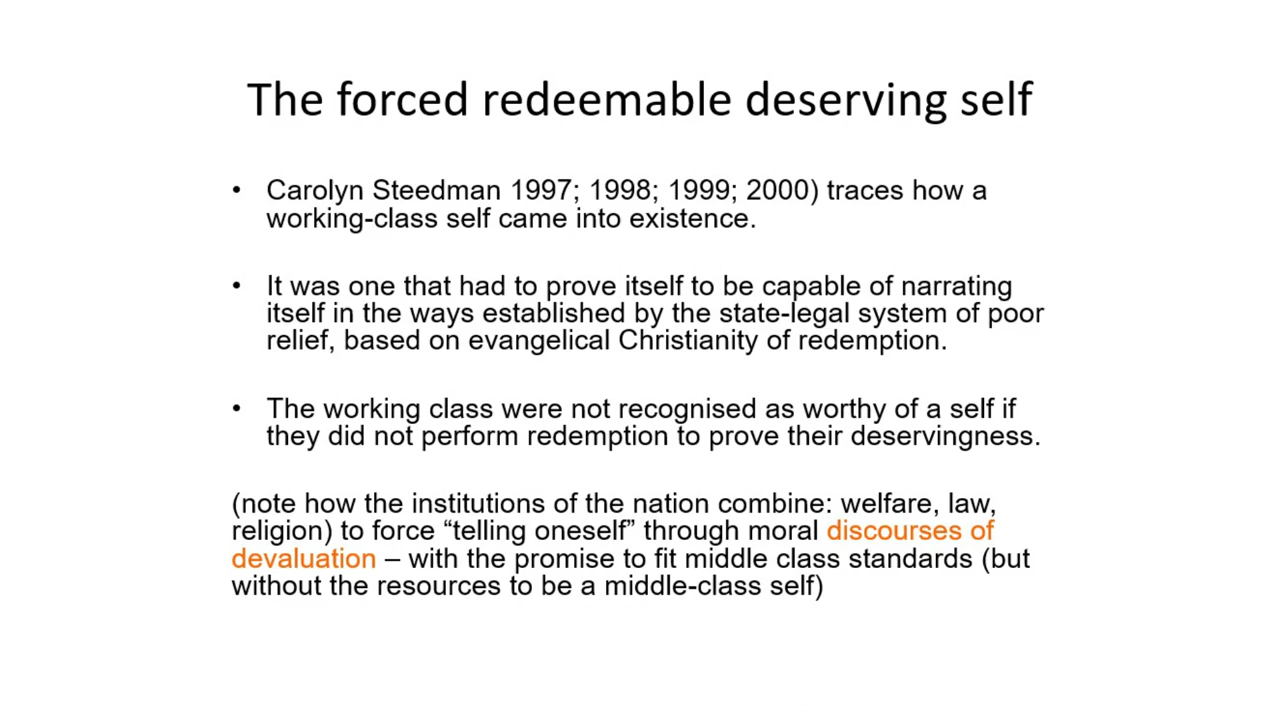 The forced redeemable deserving self
• Carolyn Steedman 1997; 1998; 1999; 2000) traces how a
working-class self came into existence.
• It was one that had to prove itself to be capable of narrating
itself in the ways established by the state-legal system of poor
relief, based on evangelical Christianity of redemption.
• The working class were not recognised as worthy of a self if
they did not perform redemption to prove their deservingness.
(note how the institutions of the nation combine: welfare, law,
religion) to force “telling oneself” through moral discourses of
devaluation – with the promise to fit middle class standards (but
without the resources to be a middle-class self)